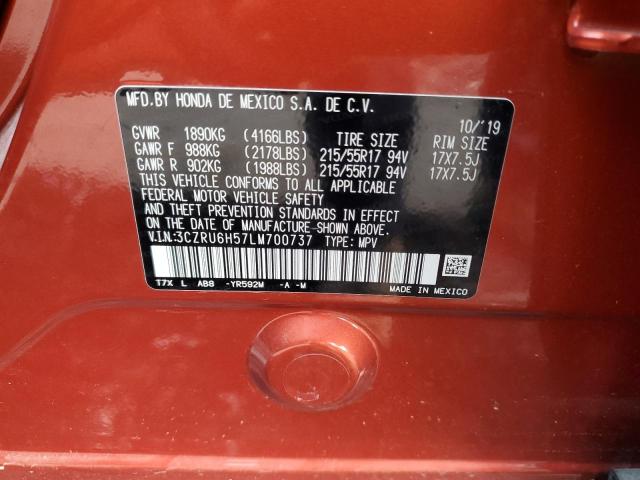 MFD.BY HONDA DE MEXICO S.A. DE C.V.
10/'19
GVWR 1890KG (4166LBS) TIRE SIZE RIM SIZE
GAWR F 988KG (2178LBS) 215/55R17 94V 17X7.5J
GAWR R 902KG (1988LBS) 215/55R17 94V 17X7.5J
THIS VEHICLE CONFORMS TO ALL APPLICABLE
FEDERAL MOTOR VEHICLE SAFETY
AND THEFT PREVENTION STANDARDS IN EFFECT
ON THE DATE OF MANUFACTURE SHOWN ABOVE.
V.I.N:3CZRU6H57LM700737 TYPE: MPV
T7X L AB8 -YR592M -A -M MADE IN MEXICO